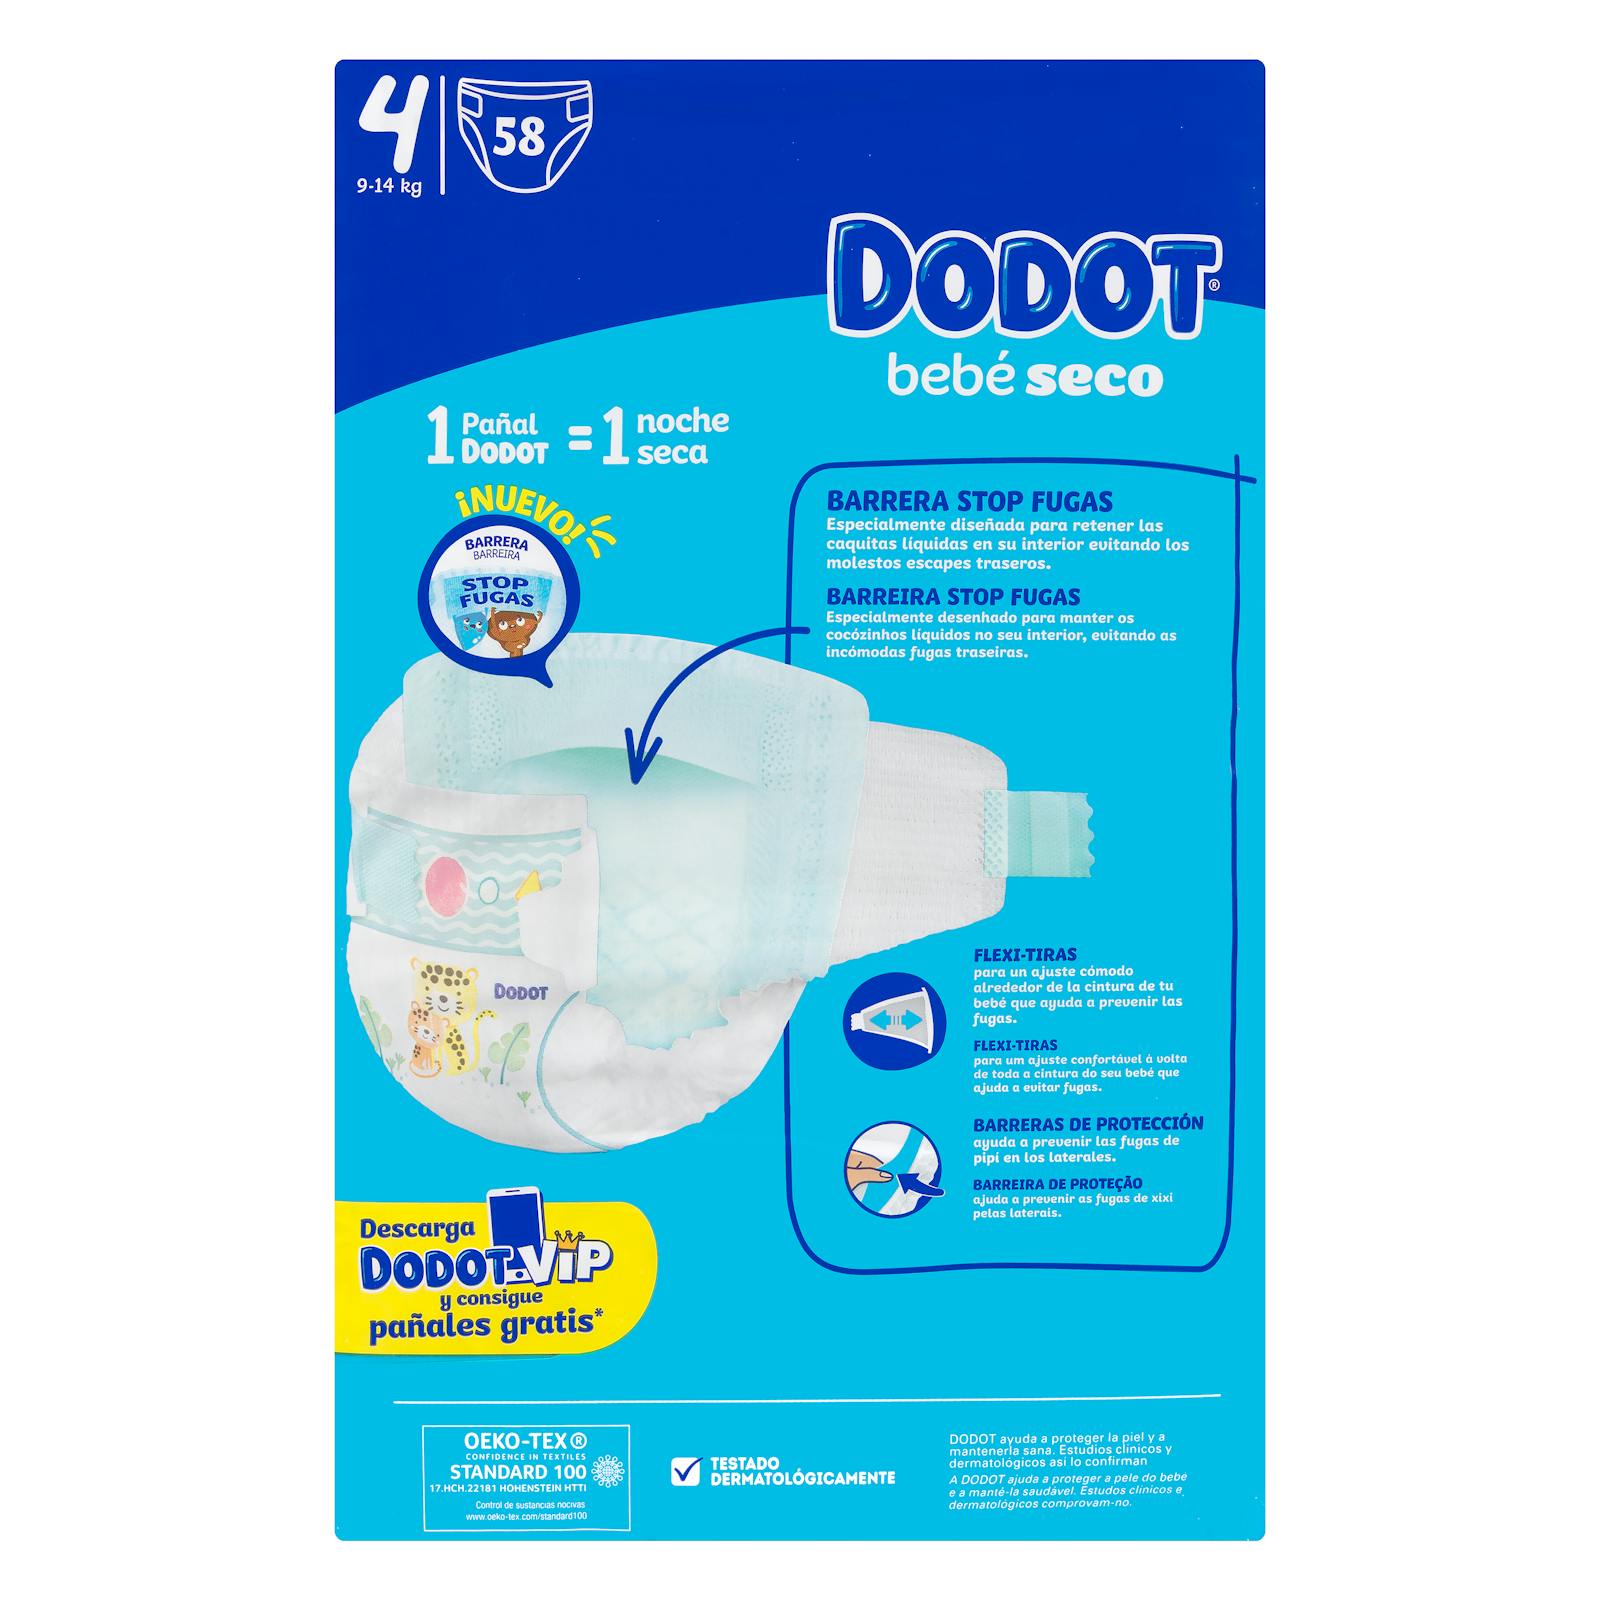 4
9-14 kg
58
DODOT®
bebé seco
1 Pañal DODOT = 1 noche seca
¡NUEVO!
BARRERA
BARREIRA
STOP
FUGAS
BARRERA STOP FUGAS
Especialmente diseñada para retener las
caquitas líquidas en su interior evitando los
molestos escapes traseros.
BARREIRA STOP FUGAS
Especialmente desenhado para manter os
cocózinhos líquidos no seu interior, evitando as
incómodas fugas traseiras.
DODOT
FLEXI-TIRAS
para un ajuste cómodo
alrededor de la cintura de tu
bebé que ayuda a prevenir las
fugas.
FLEXI-TIRAS
para um ajuste confortável à volta
de toda a cintura do seu bebé que
ajuda a evitar fugas.
BARRERAS DE PROTECCIÓN
ayuda a prevenir las fugas de
pipí en los laterales.
BARREIRA DE PROTEÇÃO
ajuda a prevenir as fugas de xixi
pelas laterais.
Descarga
DODOT VIP
y consigue
pañales gratis*
OEKO-TEX®
CONFIDENCE IN TEXTILES
STANDARD 100
17.HCH.22181 HOHENSTEIN HTTI
Control de sustancias nocivas
www.oeko-tex.com/standard100
TESTADO
DERMATOLÓGICAMENTE
DODOT ayuda a proteger la piel y a
mantenerla sana. Estudios clínicos y
dermatológicos así lo confirman
A DODOT ajuda a proteger a pele do bebé
e a manté-la saudável. Estudos clínicos e
dermatológicos comprovam-no.